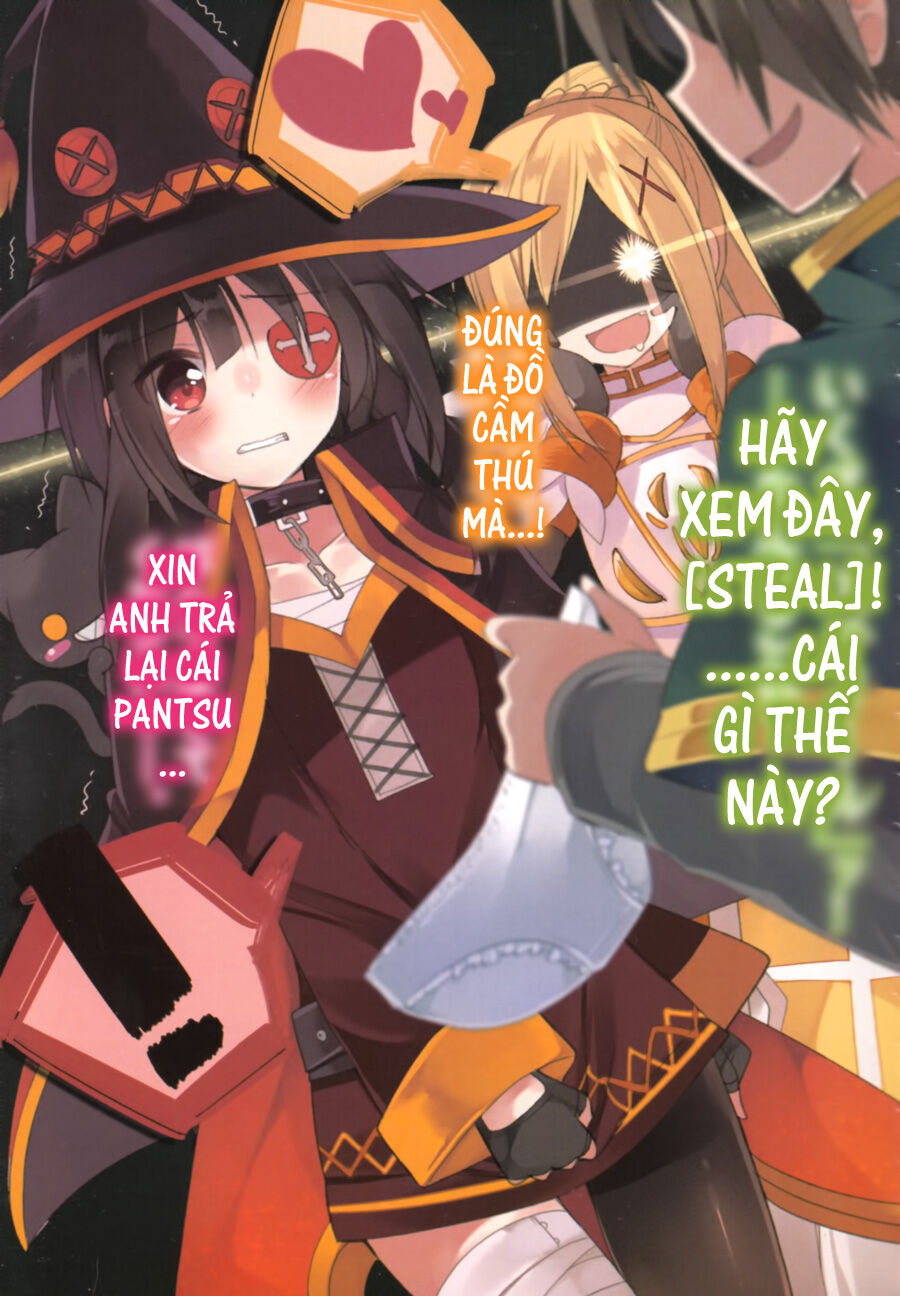 HÃY
XEM ĐÂY,
[STEAL]!
......CÁI
GÌ THẾ
NÀY?
ĐÚNG
LÀ ĐỒ
CẦM
THÚ
MÀ...!
XIN
ANH TRẢ
LẠI CÁI
PANTSU
...
!